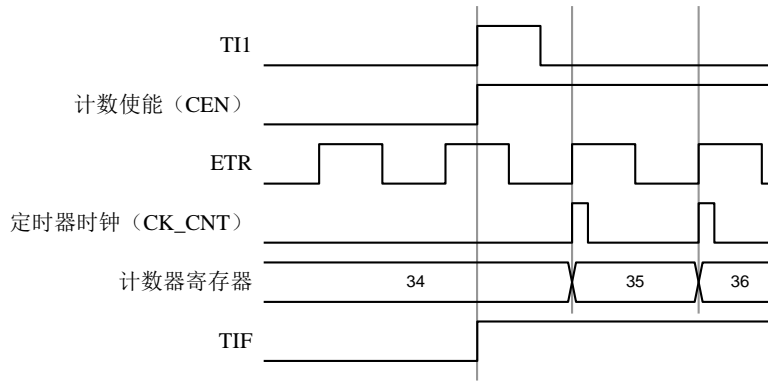 TI1
计数使能（CEN）
ETR
定时器时钟（CK_CNT）
计数器寄存器 34 35 36
TIF